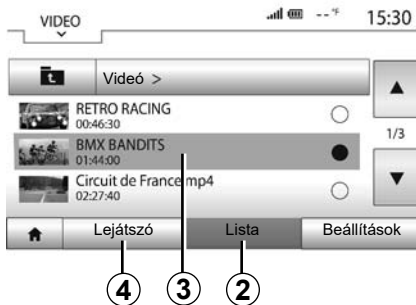 VIDEO
--°F 15:30
Videó >
RETRO RACING
00:46:30
1/3
BMX BANDITS
01:44:00
Circuit de France mp4
02:27:40
Lejátszó Lista Beállítások
4 3 2